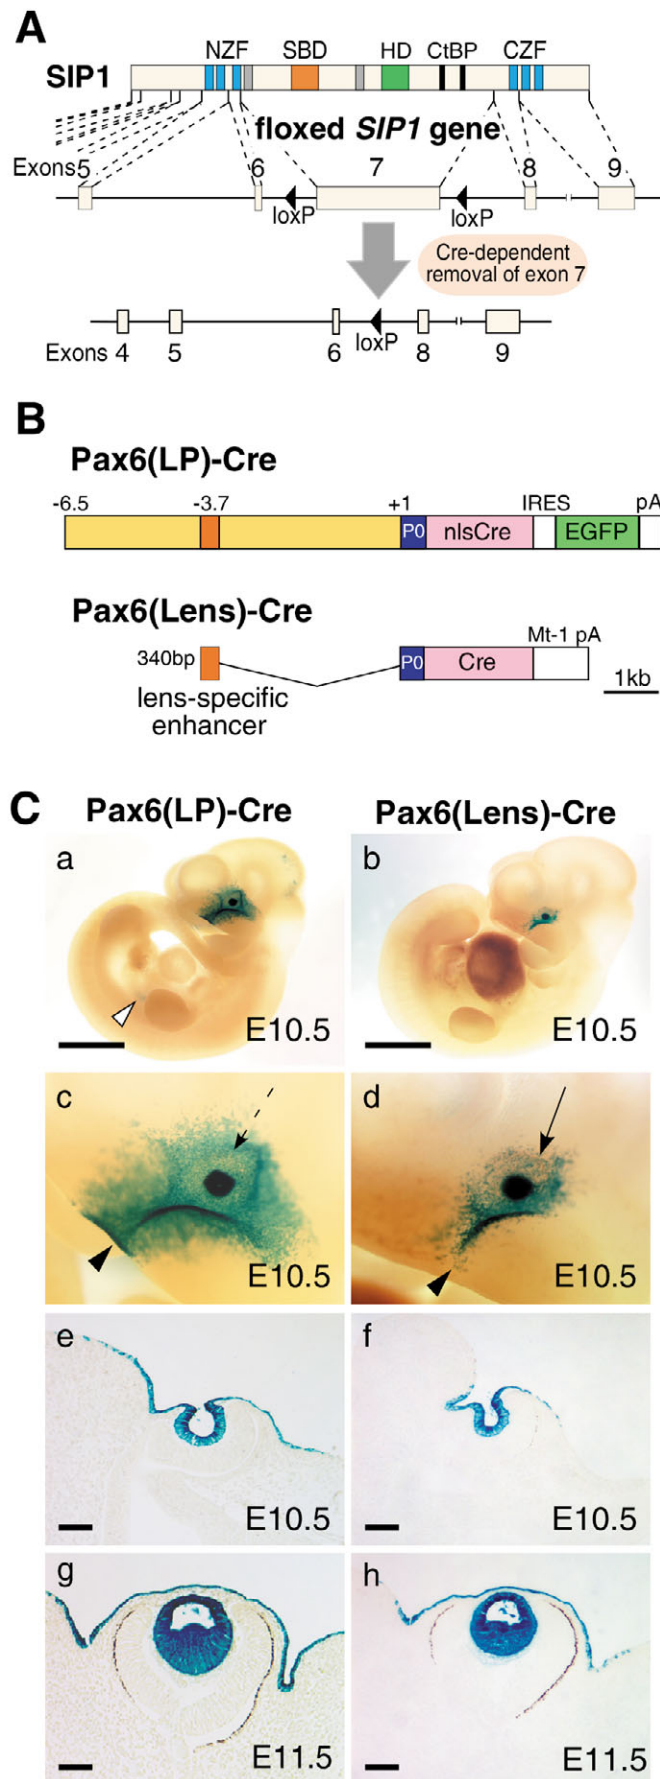 A
NZF SBD HD CtBP CZF
SIP1
floxed SIP1 gene
Exons 5 6 7 8 9
loxP loxP
Cre-dependent
removal of exon 7
loxP
Exons 4 5 6 8 9
B
Pax6(LP)-Cre
-6.5 -3.7 +1 IRES pA
P0 nlsCre EGFP
Pax6(Lens)-Cre
Mt-1 pA
340bp P0 Cre
1kb
lens-specific
enhancer
C
Pax6(LP)-Cre Pax6(Lens)-Cre
a b
E10.5 E10.5
c d
E10.5 E10.5
e f
E10.5 E10.5
g h
E11.5 E11.5